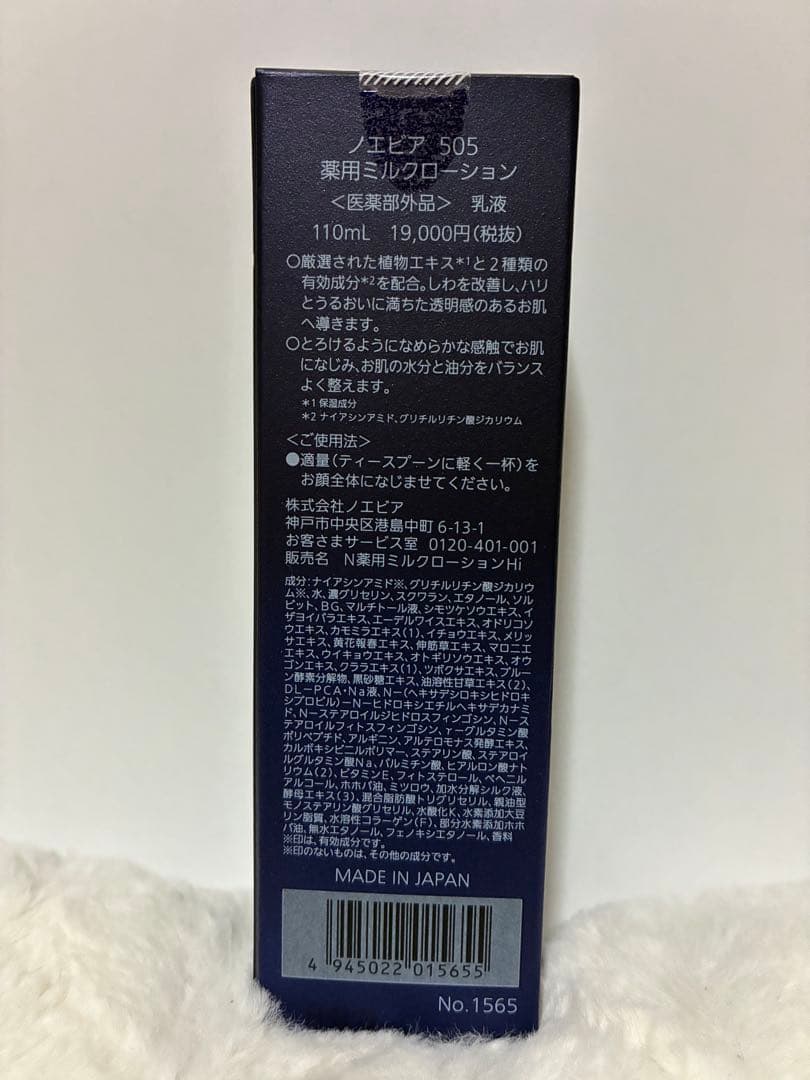 ノエビア 505
薬用ミルクローション
＜医薬部外品＞ 乳液
110mL 19,000円(税抜)
○厳選された植物エキス*1と2種類の
有効成分*2を配合。しわを改善し、ハリ
とうるおいに満ちた透明感のあるお肌
へ導きます。
○とろけるようになめらかな感触でお肌
になじみ、お肌の水分と油分をバランス
よく整えます。
*1 保湿成分
*2 ナイアシンアミド、グリチルリチン酸ジカリウム
＜ご使用法＞
●適量(ティースプーンに軽く一杯)を
お顔全体になじませてください。
株式会社ノエビア
神戸市中央区港島中町6-13-1
お客さまサービス室 0120-401-001
販売名 N薬用ミルクローションHi
成分：ナイアシンアミド※、グリチルリチン酸ジカリウ
ム※、水、濃グリセリン、スクワラン、エタノール、ソル
ビット、BG、マルチトール液、シモツケソウエキス、イ
ザヨイバラエキス、エーデルワイスエキス、オドリコソ
ウエキス、カモミラエキス(1)、イチョウエキス、メリッ
サエキス、黄花報春エキス、伸筋草エキス、マロニエ
エキス、ウイキョウエキス、オトギリソウエキス、オウ
ゴンエキス、クララエキス(1)、ツボクサエキス、プルー
ン酵素分解物、黒砂糖エキス、油溶性甘草エキス(2)、
DL－PCA・Na液、N－(ヘキサデシロキシヒドロキ
シプロピル)－N－ヒドロキシエチルヘキサデカナミ
ド、N－ステアロイルジヒドロスフィンゴシン、N－ス
テアロイルフィトスフィンゴシン、γ－グルタミン酸
ポリペプチド、アルギニン、アルテロモナス発酵エキス、
カルボキシビニルポリマー、ステアリン酸、ステアロイ
ルグルタミン酸Na、パルミチン酸、ヒアルロン酸ナト
リウム(2)、ビタミンE、フィトステロール、ベヘニル
アルコール、ホホバ油、ミツロウ、加水分解シルク液、
酵母エキス(3)、混合脂肪酸トリグリセリル、親油型
モノステアリン酸グリセリル、水酸化K、水素添加大豆
リン脂質、水溶性コラーゲン(F)、部分水素添加ホホ
バ油、無水エタノール、フェノキシエタノール、香料
※印は、有効成分です。
※印のないものは、その他の成分です。
MADE IN JAPAN
4 945022 015655
No.1565